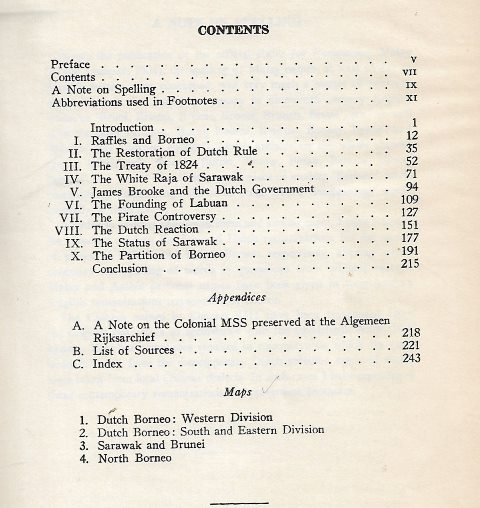 CONTENTS
Preface . . . . . . . . . . . . . . . . . v
Contents . . . . . . . . . . . . . . . . . vii
A Note on Spelling . . . . . . . . . . . . . . ix
Abbreviations used in Footnotes . . . . . . . . . . xi
Introduction . . . . . . . . . . . . . . 1
I. Raffles and Borneo . . . . . . . . . . . . 12
II. The Restoration of Dutch Rule . . . . . . . . 35
III. The Treaty of 1824 . . . . . . . . . . . . 52
IV. The White Raja of Sarawak . . . . . . . . . 71
V. James Brooke and the Dutch Government . . . . . 94
VI. The Founding of Labuan . . . . . . . . . . 109
VII. The Pirate Controversy . . . . . . . . . . 127
VIII. The Dutch Reaction . . . . . . . . . . . 151
IX. The Status of Sarawak . . . . . . . . . . . 177
X. The Partition of Borneo . . . . . . . . . . 191
Conclusion . . . . . . . . . . . . . . 215
Appendices
A. A Note on the Colonial MSS preserved at the Algemeen
Rijksarchief . . . . . . . . . . . . . . 218
B. List of Sources . . . . . . . . . . . . . 221
C. Index . . . . . . . . . . . . . . . . 243
Maps
1. Dutch Borneo: Western Division
2. Dutch Borneo: South and Eastern Division
3. Sarawak and Brunei
4. North Borneo